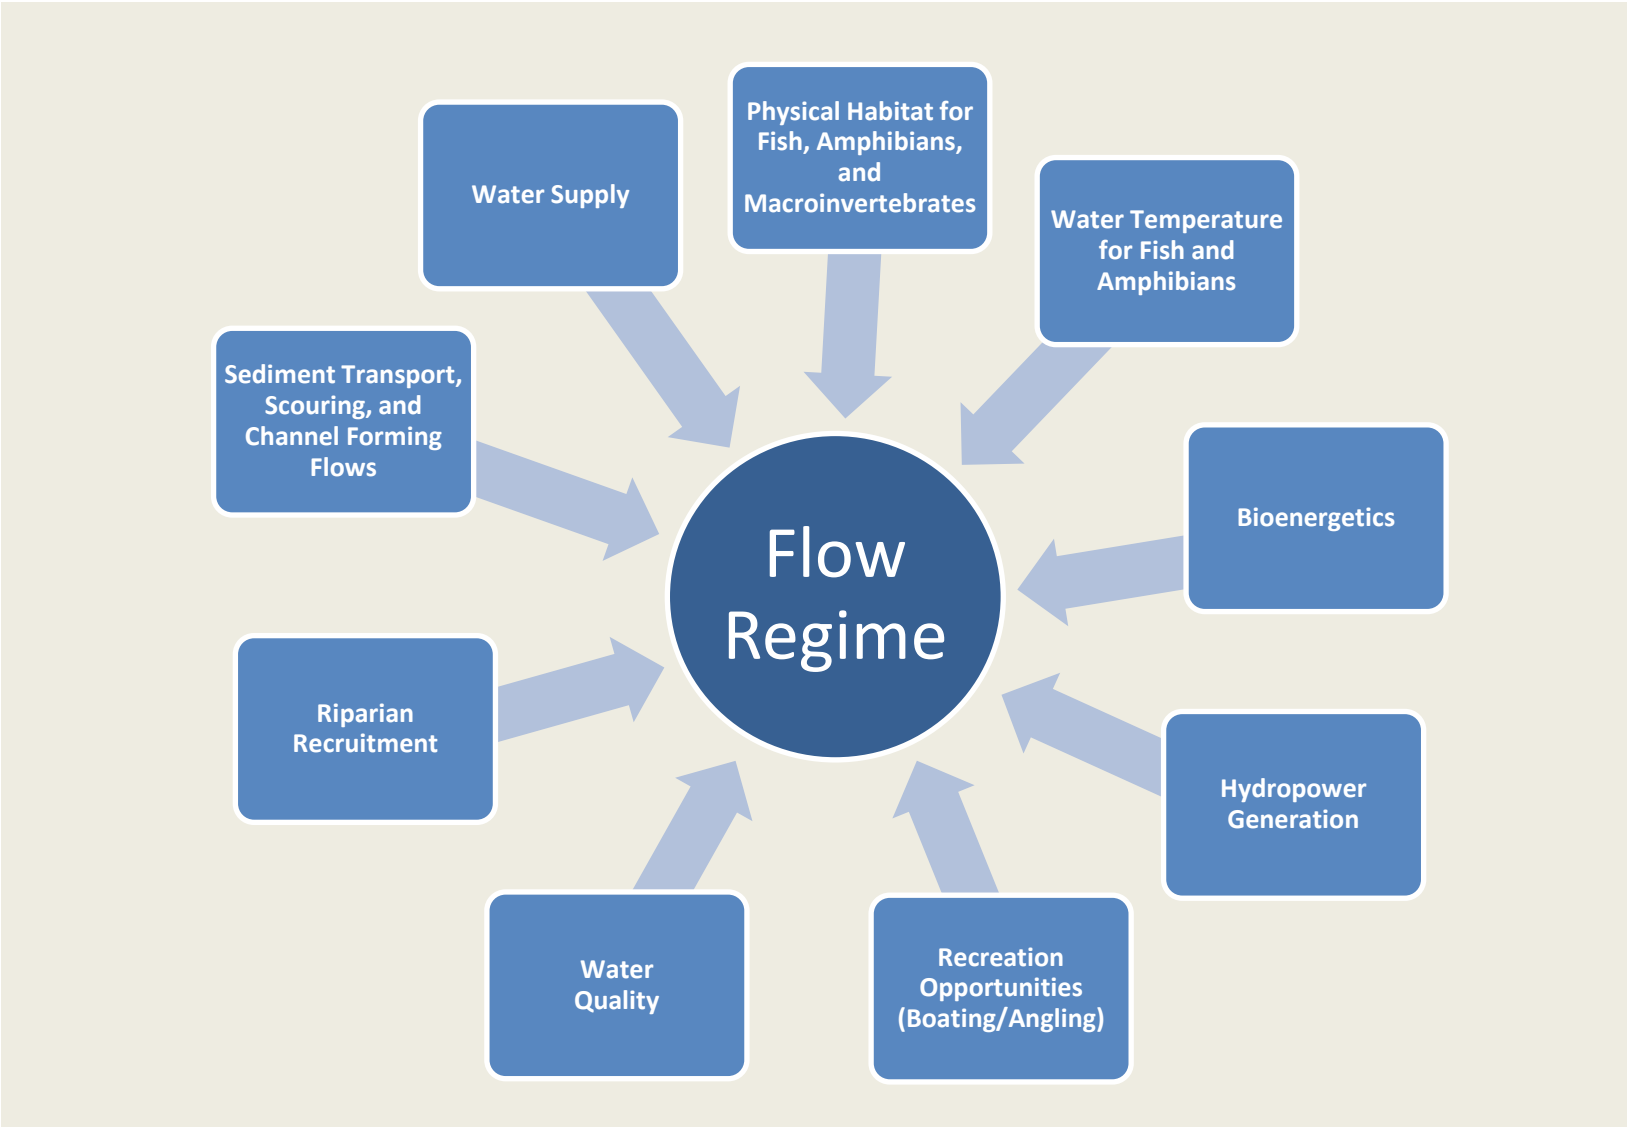 Physical Habitat for
Fish, Amphibians,
and
Macroinvertebrates
Water Supply
Water Temperature
for Fish and
Amphibians
Sediment Transport,
Scouring, and
Channel Forming
Flows
Bioenergetics
Flow
Regime
Riparian
Recruitment
Hydropower
Generation
Water
Quality
Recreation
Opportunities
(Boating/Angling)